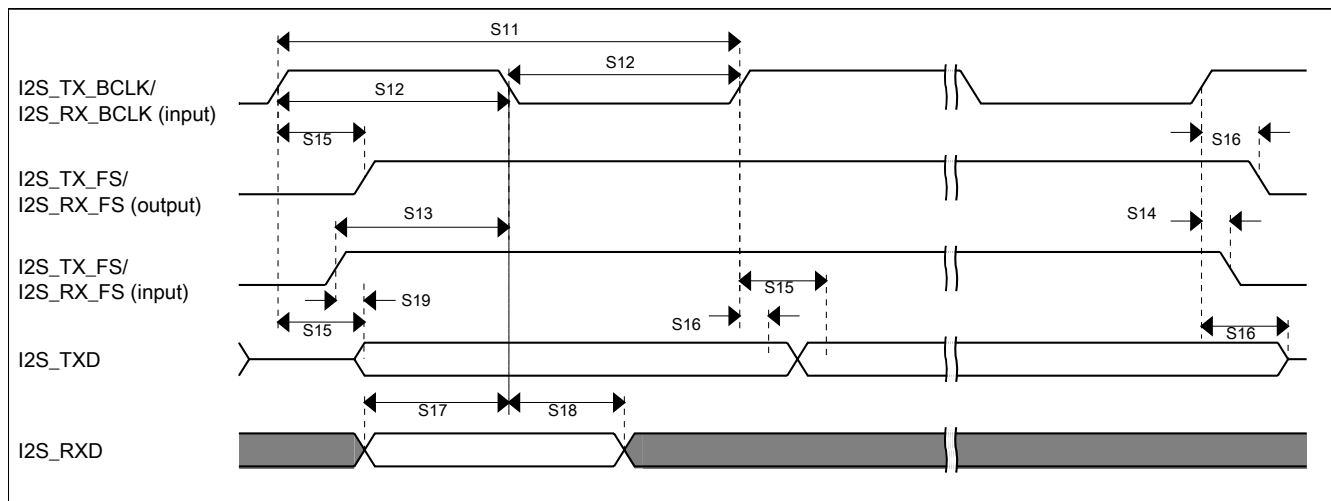 S11
S12
I2S_TX_BCLK/
I2S_RX_BCLK (input)
S12
S15
S16
I2S_TX_FS/
I2S_RX_FS (output)
S13
S14
I2S_TX_FS/
I2S_RX_FS (input)
S19
S15
S15
S16
S16
I2S_TXD
S17
S18
I2S_RXD